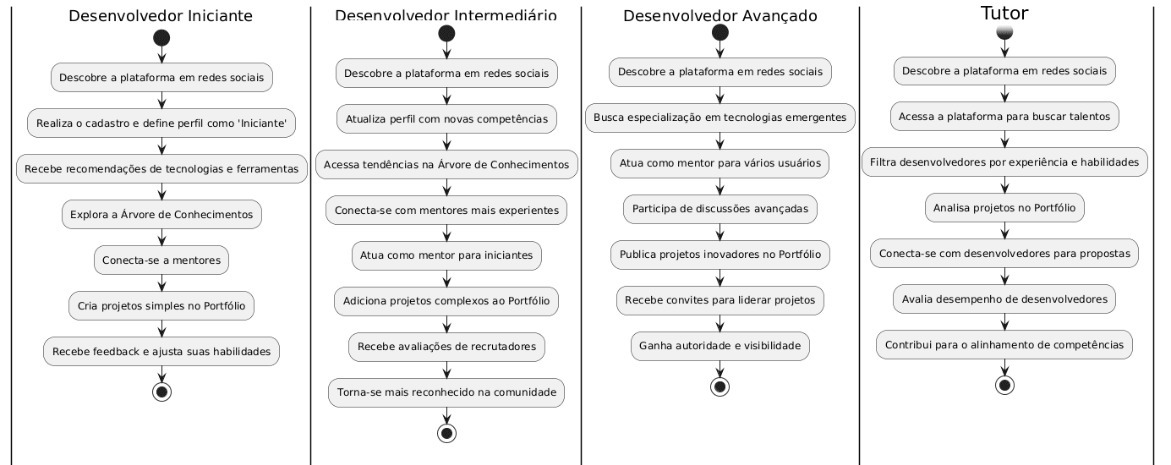 Desenvolvedor Iniciante
Descobre a plataforma em redes sociais
Realiza o cadastro e define perfil como 'Iniciante'
Recebe recomendações de tecnologias e ferramentas
Explora a Árvore de Conhecimentos
Conecta-se a mentores
Cria projetos simples no Portfólio
Recebe feedback e ajusta suas habilidades
Desenvolvedor Intermediário
Descobre a plataforma em redes sociais
Atualiza perfil com novas competências
Acessa tendências na Árvore de Conhecimentos
Conecta-se com mentores mais experientes
Atua como mentor para iniciantes
Adiciona projetos complexos ao Portfólio
Recebe avaliações de recrutadores
Torna-se mais reconhecido na comunidade
Desenvolvedor Avançado
Descobre a plataforma em redes sociais
Busca especialização em tecnologias emergentes
Atua como mentor para vários usuários
Participa de discussões avançadas
Publica projetos inovadores no Portfólio
Recebe convites para liderar projetos
Ganha autoridade e visibilidade
Tutor
Descobre a plataforma em redes sociais
Acessa a plataforma para buscar talentos
Filtra desenvolvedores por experiência e habilidades
Analisa projetos no Portfólio
Conecta-se com desenvolvedores para propostas
Avalia desempenho de desenvolvedores
Contribui para o alinhamento de competências